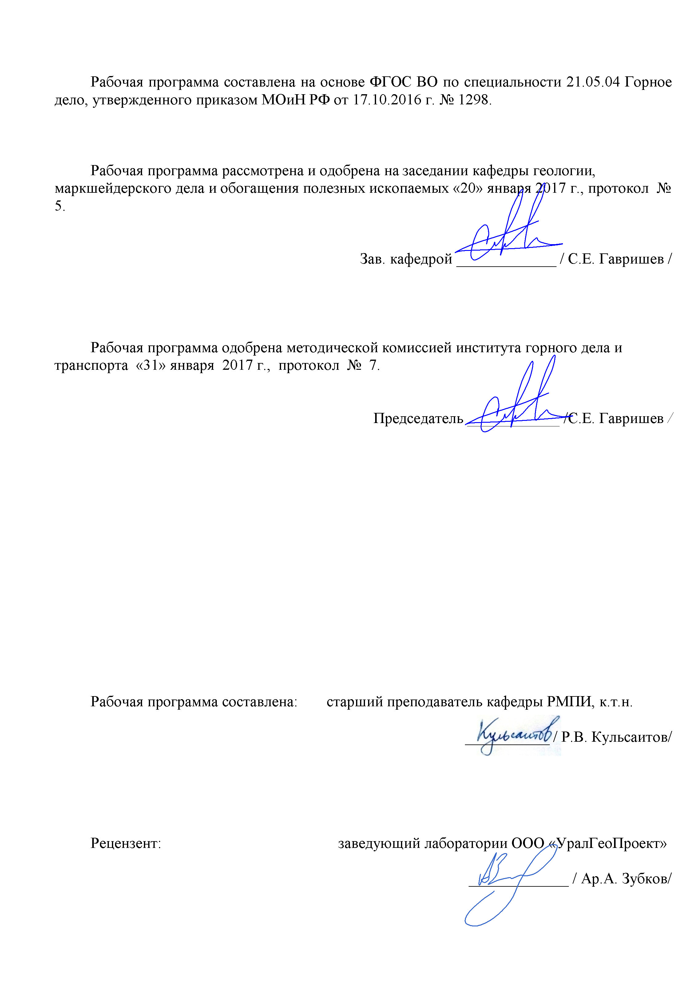 Рабочая программа составлена на основе ФГОС ВО по специальности 21.05.04 Горное
дело, утвержденного приказом МОиН РФ от 17.10.2016 г. № 1298.
Рабочая программа рассмотрена и одобрена на заседании кафедры геологии,
маркшейдерского дела и обогащения полезных ископаемых «20» января 2017 г., протокол № 
5.
Зав. кафедрой _____________ / С.Е. Гавришев /
Рабочая программа одобрена методической комиссией института горного дела и
транспорта «31» января 2017 г., протокол № 7.
Председатель ____________ /С.Е. Гавришев /
Рабочая программа составлена: старший преподаватель кафедры РМПИ, к.т.н.
Кульсаитов / Р.В. Кульсаитов/
Рецензент: заведующий лаборатории ООО «УралГеоПроект»
_____________ / Ар.А. Зубков/